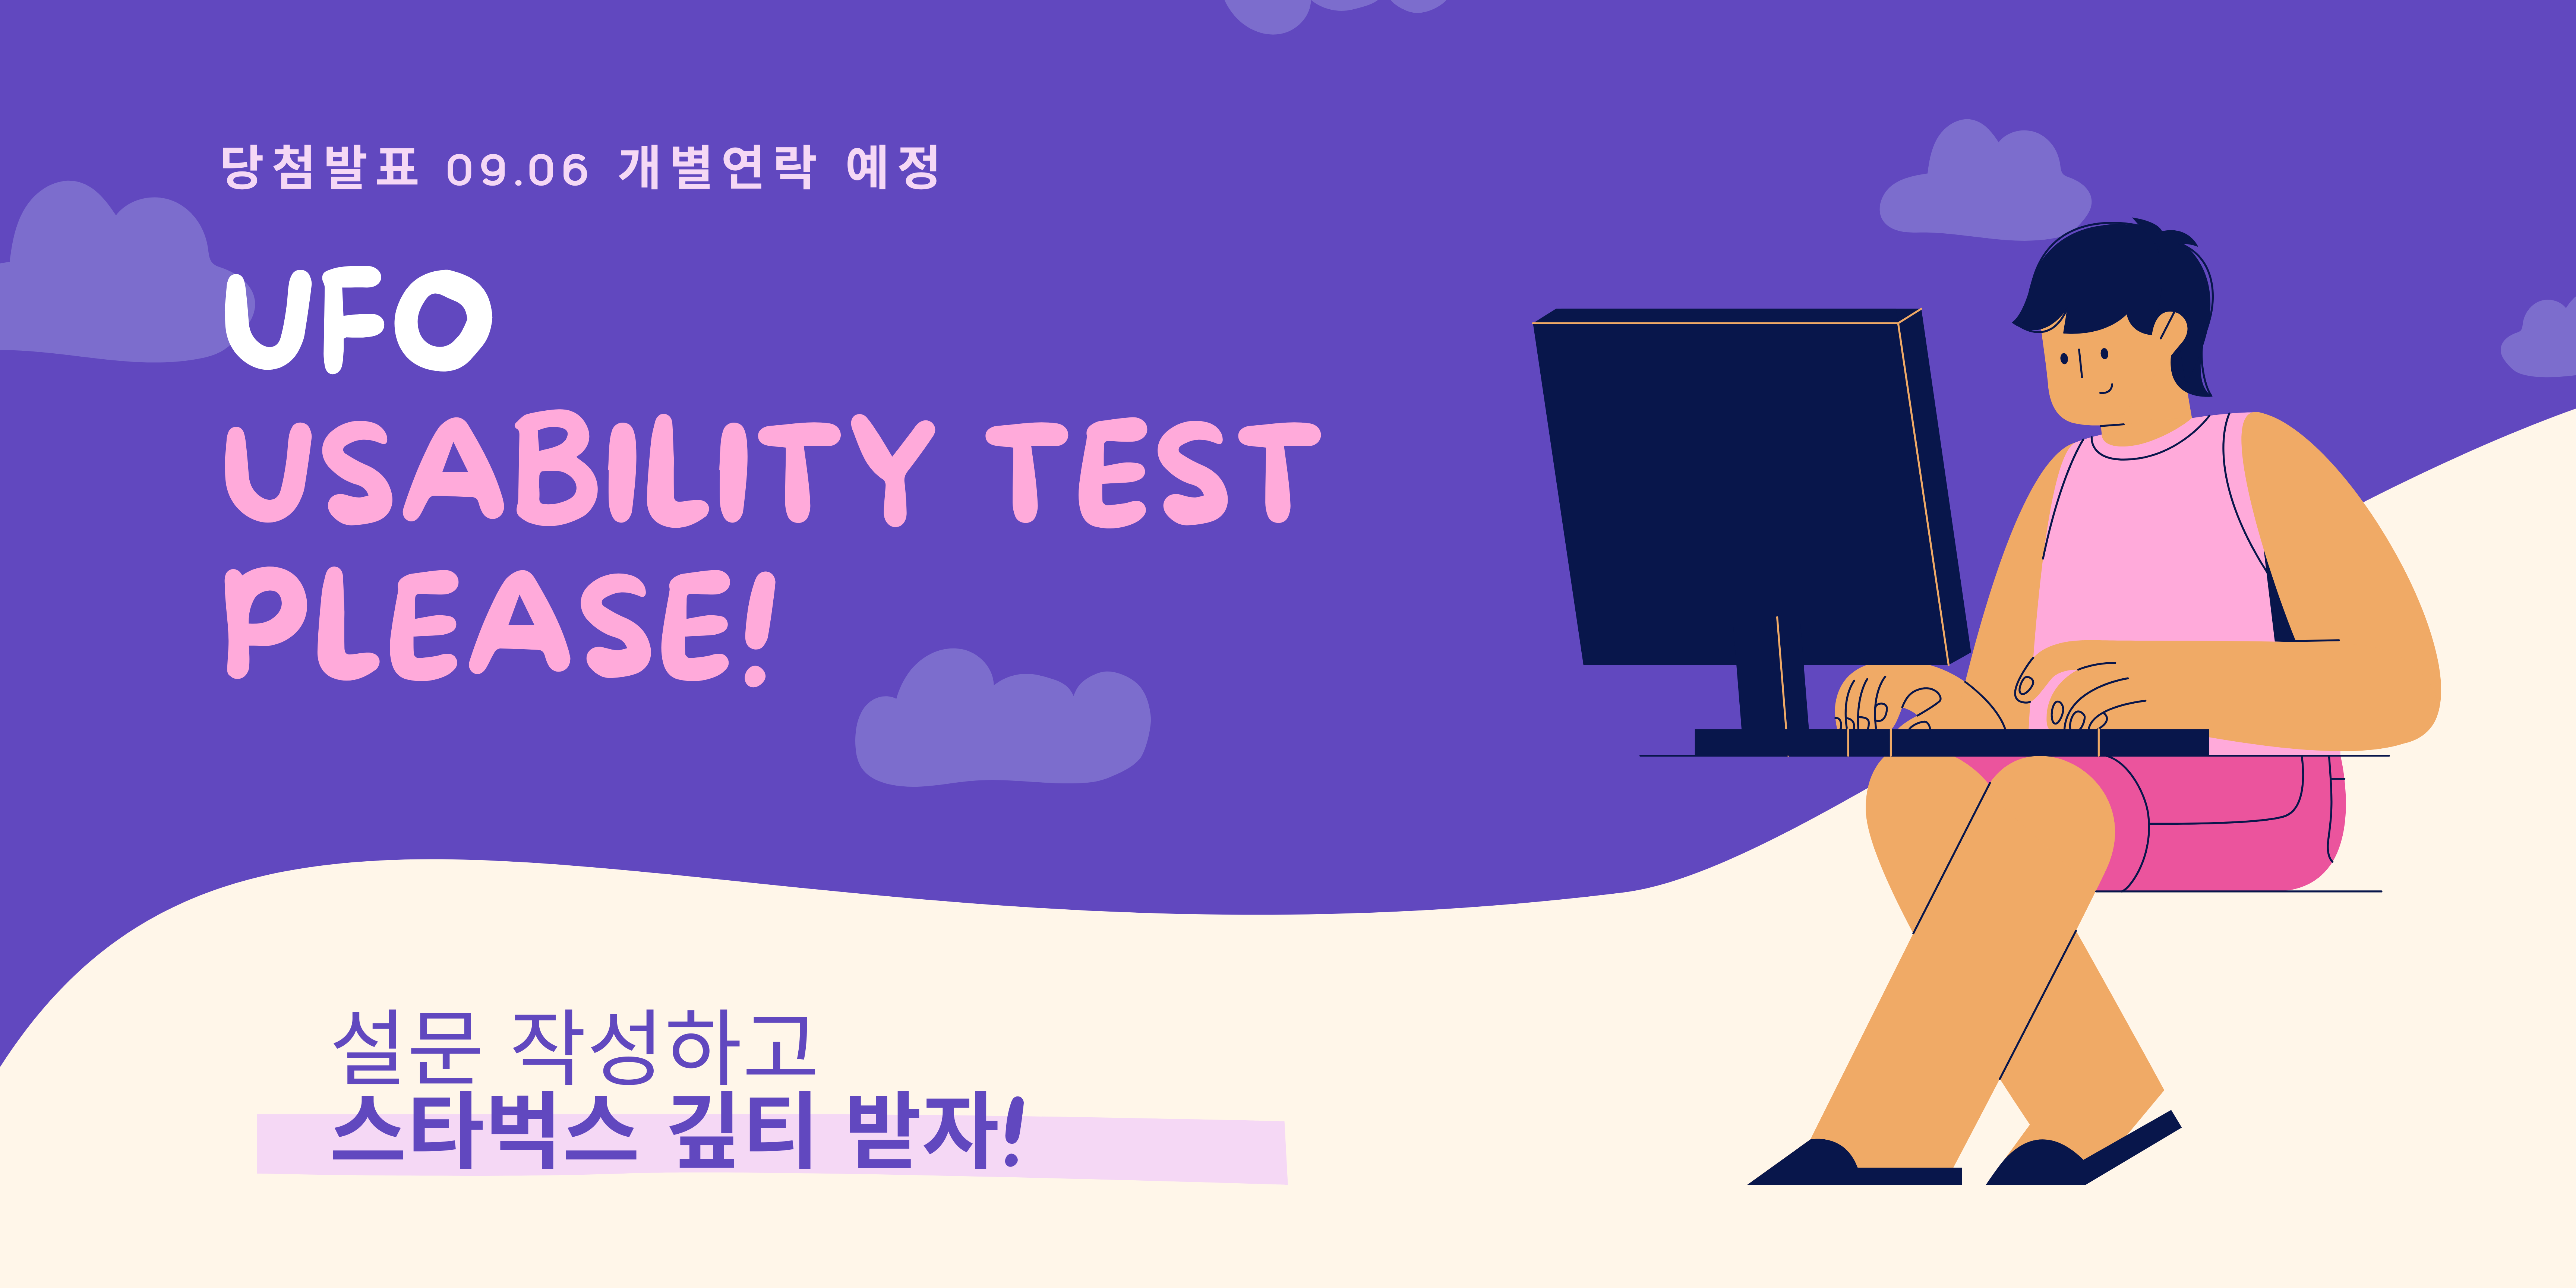 당첨발표 09.06 개별연락 예정
UFO
USABILITY TEST
PLEASE!
설문 작성하고
스타벅스 깊티 받자!